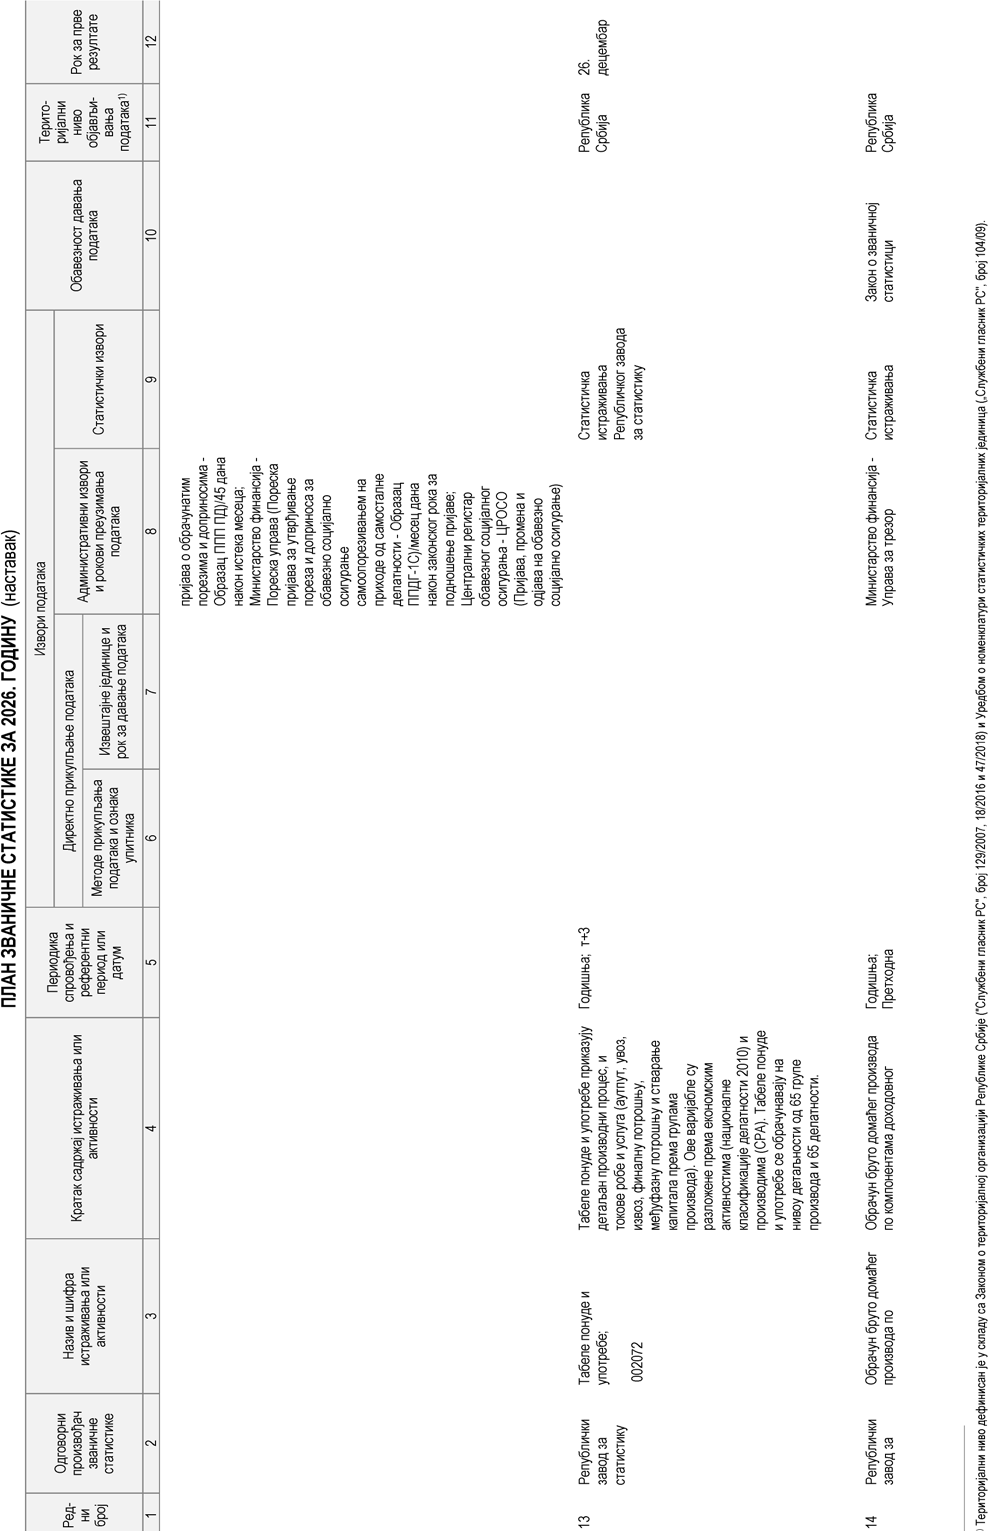 ПЛАН ЗВАНИЧНЕ СТАТИСТИКЕ ЗА 2026. ГОДИНУ (наставак)
Ред-
ни
број
Одговорни
произвођач
званичне
статистике
Назив и шифра
истраживања или
активности
Кратак садржај истраживања или
активности
Периодика
спровођења и
референтни
период или
датум
Извори података
Директно прикупљање података
Методе прикупљања
података и ознака
упитника
Извештајне јединице и
рок за давање података
Административни извори
и рокови преузимања
података
Статистички извори
Обавезност давања
података
Терито-
ријални
ниво
објављи-
вања
података1)
Рок за прве
резултате
1 2 3 4 5 6 7 8 9 10 11 12
пријава о обрачунатим
порезима и доприносима -
Образац ППП ПД)/45 дана
након истека месеца;
Министарство финансија -
Пореска управа (Пореска
пријава за утврђивање
пореза и доприноса за
обавезно социјално
осигурање
самоопорезивањем на
приходе од самосталне
делатности - Образац
ППДГ-1С)/месец дана
након законског рока за
подношење пријаве;
Централни регистар
обавезног социјалног
осигурања - ЦРОСО
(Пријава, промена и
одјава на обавезно
социјално осигурање)
13
Републички
завод за
статистику
Табеле понуде и
употребе;
002072
Табеле понуде и употребе приказују
детаљан производни процес, и
токове робе и услуга (аутпут, увоз,
извоз, финалну потрошњу,
међуфазну потрошњу и стварање
капитала према групама
производа). Ове варијабле су
разложене према економским
активностима (националне
класификације делатности 2010) и
производима (CPA). Табеле понуде
и употребе се обрачунавају на
нивоу детаљности од 65 групе
производа и 65 делатности.
Годишња; т+3
Статистичка
истраживања
Републичког завода
за статистику
Република
Србија
26.
децембар
14
Републички
завод за
Обрачун бруто домаћег
производа по
Обрачун бруто домаћег производа
по компонентама доходовног
Годишња;
Претходна
Министарство финансија -
Управа за трезор
Статистичка
истраживања
Закон о званичној
статистици
Република
Србија
) Територијални ниво дефинисан је у складу са Законом о територијалној организацији Републике Србије ("Службени гласник РС", број 129/2007, 18/2016 и 47/2018) и Уредбом о номенклатури статистичких територијалних јединица („Службени гласник РС", број 104/09).